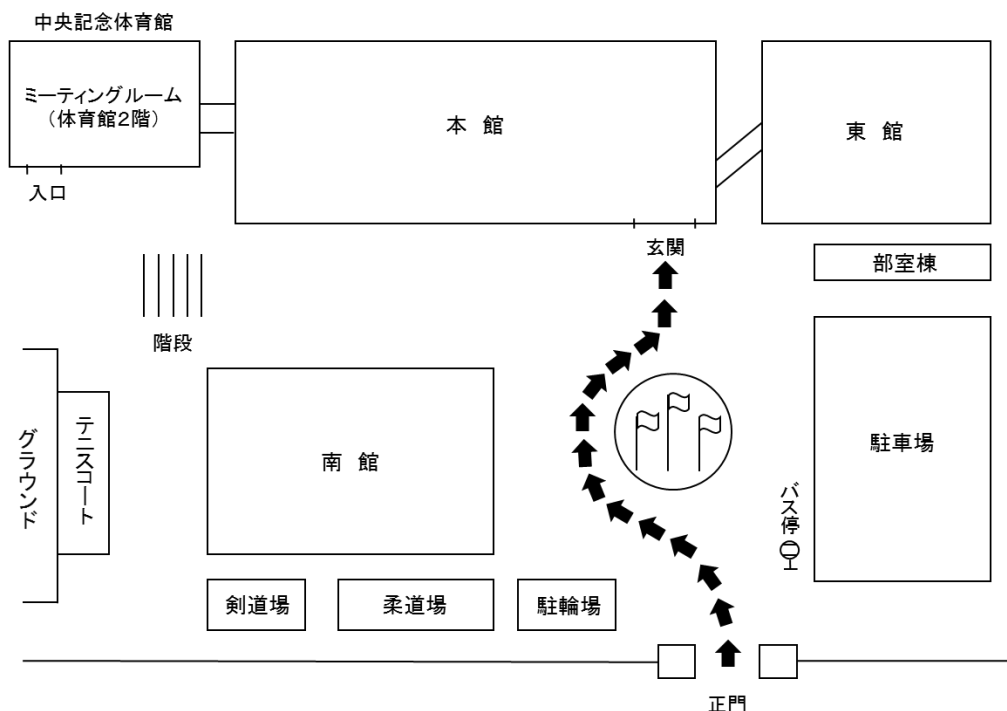 中央記念体育館
ミーティングルーム
（体育館2階）
本 館
東 館
入口
玄関
部室棟
階段
グラウンド
テニスコート
南 館
駐車場
バス停
剣道場
柔道場
駐輪場
正門